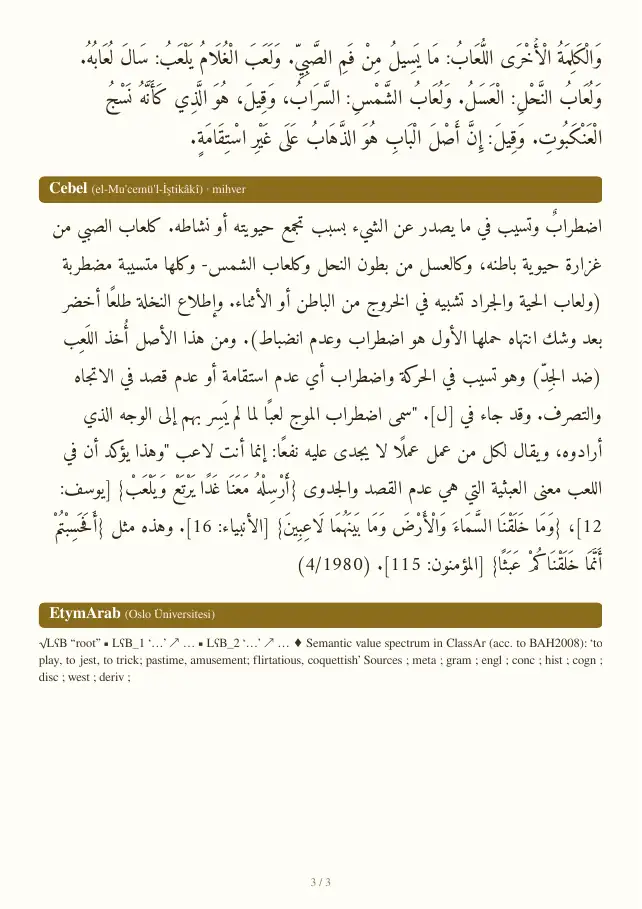 وَالْكَلِمَةُ الْأُخْرَى اللُّعَابُ: مَا يَسِيلُ مِنْ فَمِ الصَّبِيِّ. وَلَعَبَ الْغُلَامُ يَلْعَبُ: سَالَ لُعَابُهُ.
وَلُعَابُ النَّحْلِ: الْعَسَلُ. وَلُعَابُ الشَّمْسِ: السَّرَابُ، وَقِيلَ، هُوَ الَّذِي كَأَنَّهُ نَسْجُ
الْعَنْكَبُوتِ. وَقِيلَ: إِنَّ أَصْلَ الْبَابِ هُوَ الذَّهَابُ عَلَى غَيْرِ اسْتِقَامَةٍ.
Cebel (el-Mu'cemü'l-İştikâkî) · mihver
اضطرابٌ وتسيب في ما يصدر عن الشيء بسبب تجمع حيويته أو نشاطه. كلعاب الصبي من
غزارة حيوية باطنه، وكالعسل من بطون النحل وكلعاب الشمس- وكلها متسيبة مضطربة
(ولعاب الحية والجراد تشبيه في الخروج من الباطن أو الأثناء. وإطلاع النخلة طلعًا أخضر
بعد وشك انتهاه حملها الأول هو اضطراب وعدم انضباط). ومن هذا الأصل أُخذ اللَعِب
(ضد الجِدّ) وهو تسيب في الحركة واضطراب أي عدم استقامة أو عدم قصد في الاتجاه
والتصرف. وقد جاء في [ل]. "سمى اضطراب الموج لعبًا لما لم يَسِر بهم إلى الوجه الذي
أرادوه، ويقال لكل من عمل عملًا لا يجدى عليه نفعًا: إنما أنت لاعب "وهذا يؤكد أن في
اللعب معنى العبثية التي هي عدم القصد والجدوى {أَرْسِلْهُ مَعَنَا غَدًا يَرْتَعْ وَيَلْعَبْ} [يوسف:
12]، {وَمَا خَلَقْنَا السَّمَاءَ وَالْأَرْضَ وَمَا بَيْنَهُمَا لَاعِبِينَ} [الأنبياء: 16]. وهذه مثل {أَفَحَسِبْتُمْ
أَنَّمَا خَلَقْنَاكُمْ عَبَثًا} [المؤمنون: 115]. (4/1980)
EtymArab (Oslo Üniversitesi)
√LʕB “root” ▪ LʕB_1 ‘…’ ↗ … ▪ LʕB_2 ‘…’ ↗ … ♦ Semantic value spectrum in ClassAr (acc. to BAH2008): ‘to
play, to jest, to trick; pastime, amusement; flirtatious, coquettish’ Sources ; meta ; gram ; engl ; conc ; hist ; cogn ;
disc ; west ; deriv ;
3 / 3